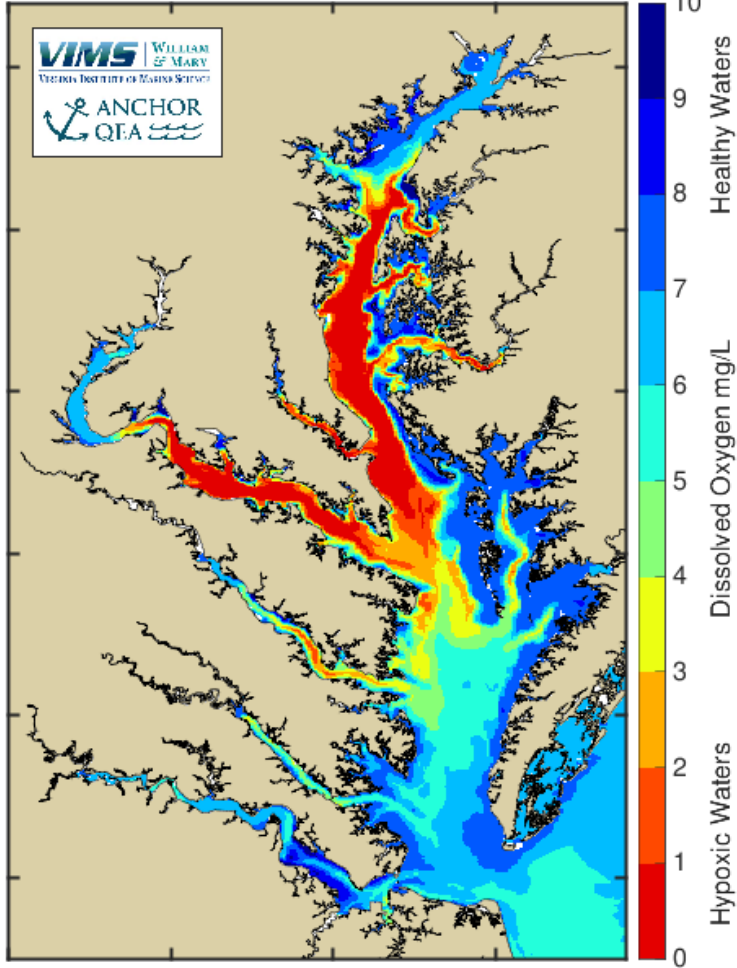 VIMS
WILLIAM
& MARY
VIRGINIA INSTITUTE OF MARINE SCIENCE
ANCHOR
QEA
10
9
8
7
6
5
4
3
2
1
0
Healthy Waters
Dissolved Oxygen mg/L
Hypoxic Waters